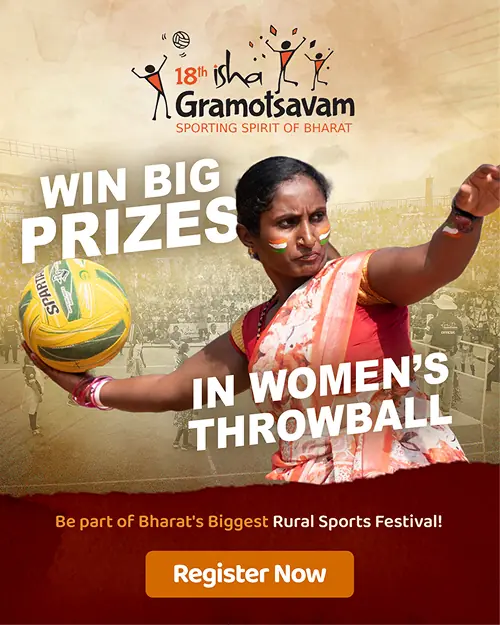 18th isha
Gramotsavam
SPORTING SPIRIT OF BHARAT
WIN BIG
PRIZES
SPARK
IN WOMEN'S
THROWBALL
Be part of Bharat's Biggest Rural Sports Festival!
Register Now